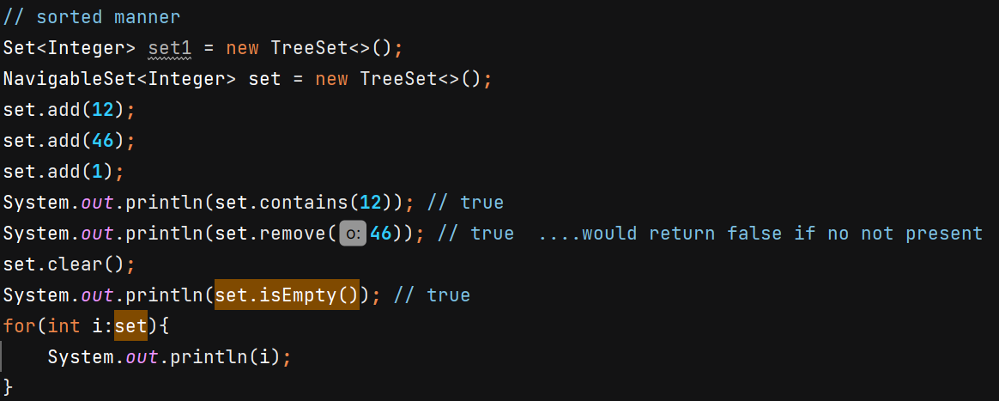 // sorted manner
Set<Integer> set1 = new TreeSet<>();
NavigableSet<Integer> set = new TreeSet<>();
set.add(12);
set.add(46);
set.add(1);
System.out.println(set.contains(12)); // true
System.out.println(set.remove( o: 46)); // true  ....would return false if no not present
set.clear();
System.out.println(set.isEmpty()); // true
for(int i:set){
    System.out.println(i);
}